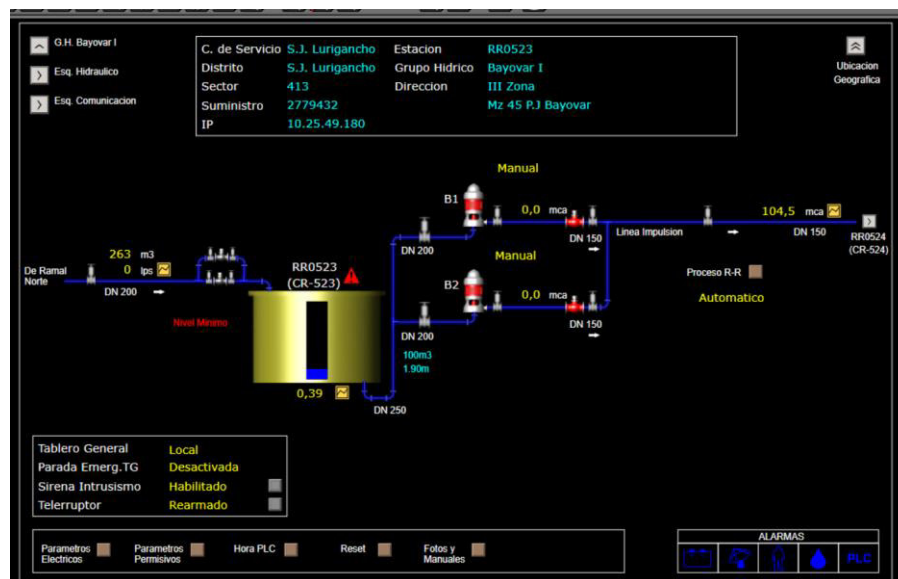 G.H. Bayovar I
Esq. Hidraulico
Esq. Comunicacion
C. de Servicio S.J. Lurigancho Estacion RR0523
Distrito S.J. Lurigancho Grupo Hidrico Bayovar I
Sector 413 Direccion III Zona
Suministro 2779432 Mz 45 P.J Bayovar
IP 10.25.49.180
Ubicacion
Geografica
Manual
B1
0,0 mca
104,5 mca
DN 200
DN 150
Linea Impulsion
DN 150
RR0524
(CR-524)
263 m3
0 lps
De Ramal
Norte
DN 200
RR0523
(CR-523)
Manual
B2
0,0 mca
Proceso R-R
Automatico
Nivel Minimo
DN 200
DN 150
100m3
1.90m
0,39
DN 250
Tablero General Local
Parada Emerg.TG Desactivada
Sirena Intrusismo Habilitado
Telerruptor Rearmado
Parametros
Electricos
Parametros
Permisivos
Hora PLC
Reset
Fotos y
Manuales
ALARMAS
PLC